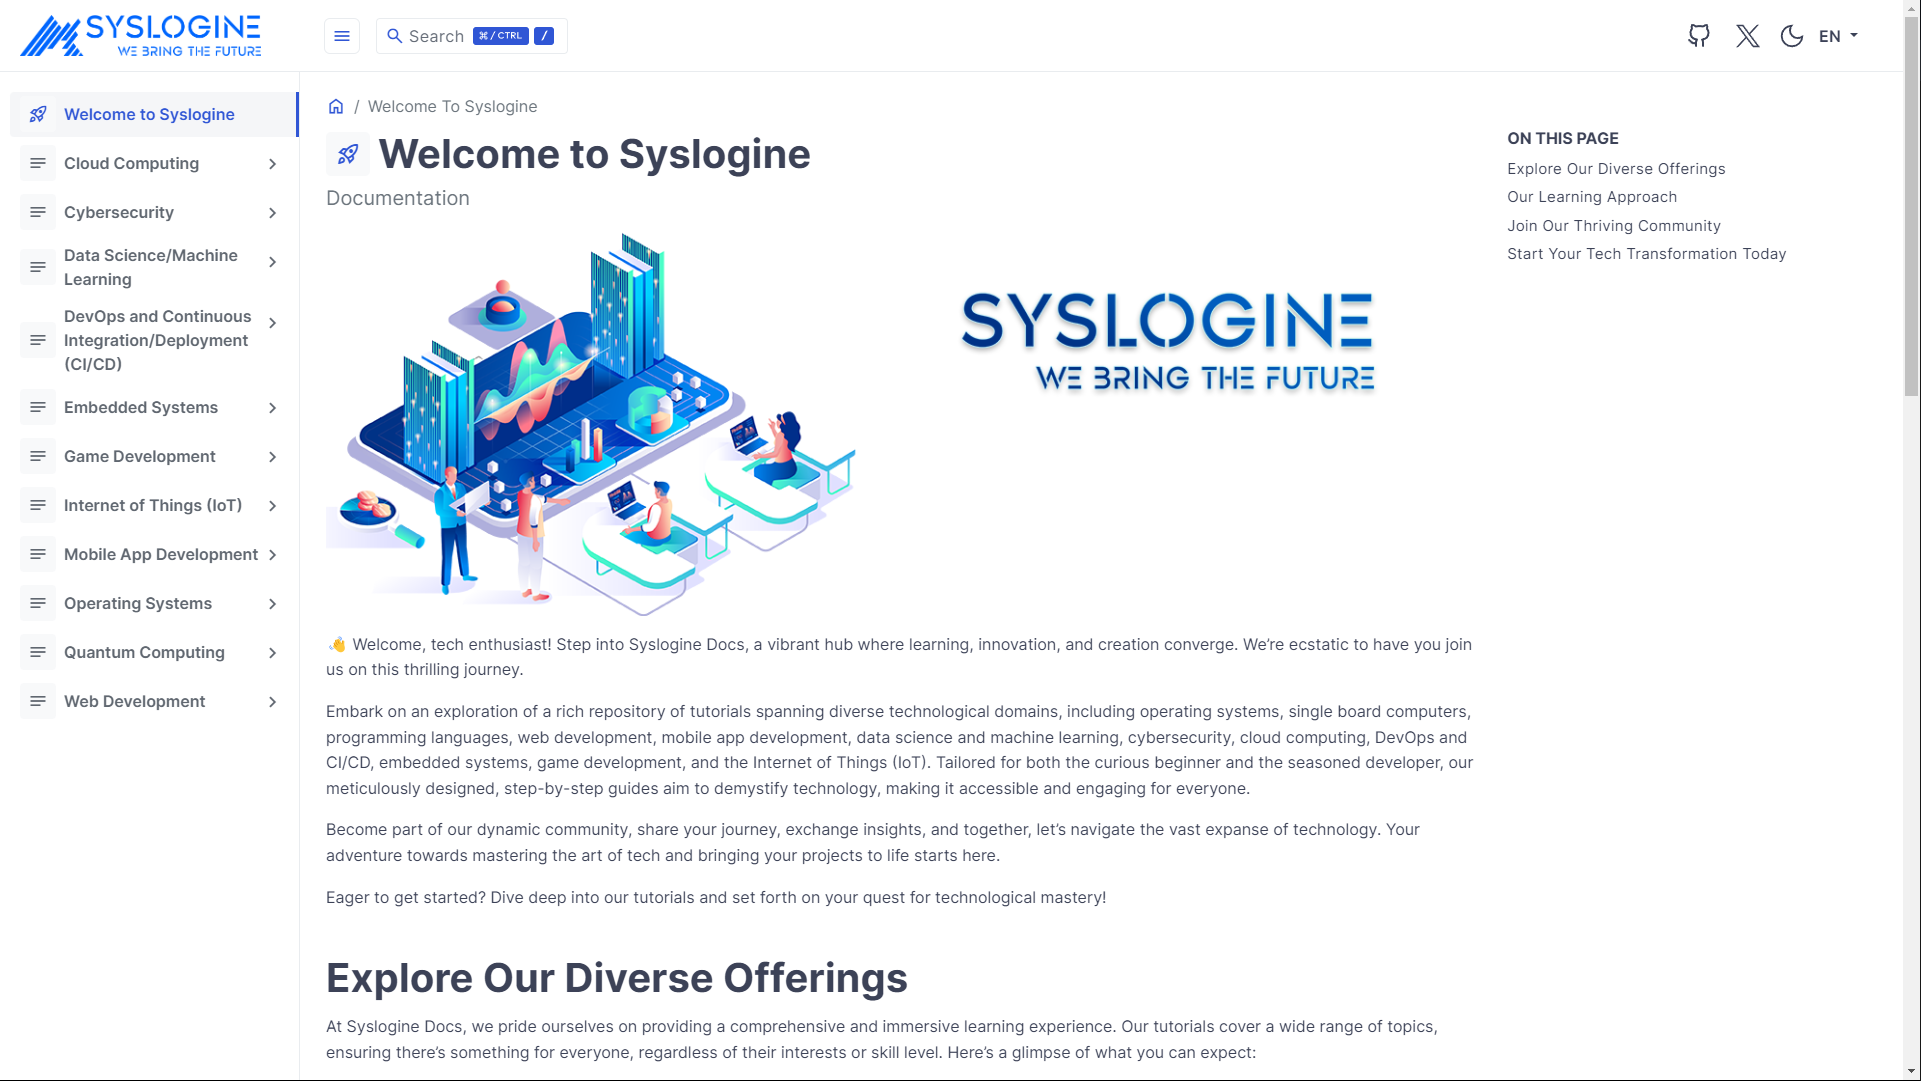 SYSLOGINE
WE BRING THE FUTURE
Search ⌘/CTRL /
EN
Welcome to Syslogine
Cloud Computing
Cybersecurity
Data Science/Machine
Learning
DevOps and Continuous
Integration/Deployment
(CI/CD)
Embedded Systems
Game Development
Internet of Things (IoT)
Mobile App Development
Operating Systems
Quantum Computing
Web Development
/ Welcome To Syslogine
Welcome to Syslogine
Documentation
SYSLOGINE
WE BRING THE FUTURE
👋 Welcome, tech enthusiast! Step into Syslogine Docs, a vibrant hub where learning, innovation, and creation converge. We’re ecstatic to have you join
us on this thrilling journey.
Embark on an exploration of a rich repository of tutorials spanning diverse technological domains, including operating systems, single board computers,
programming languages, web development, mobile app development, data science and machine learning, cybersecurity, cloud computing, DevOps and
CI/CD, embedded systems, game development, and the Internet of Things (IoT). Tailored for both the curious beginner and the seasoned developer, our
meticulously designed, step-by-step guides aim to demystify technology, making it accessible and engaging for everyone.
Become part of our dynamic community, share your journey, exchange insights, and together, let’s navigate the vast expanse of technology. Your
adventure towards mastering the art of tech and bringing your projects to life starts here.
Eager to get started? Dive deep into our tutorials and set forth on your quest for technological mastery!
Explore Our Diverse Offerings
At Syslogine Docs, we pride ourselves on providing a comprehensive and immersive learning experience. Our tutorials cover a wide range of topics,
ensuring there’s something for everyone, regardless of their interests or skill level. Here’s a glimpse of what you can expect:
ON THIS PAGE
Explore Our Diverse Offerings
Our Learning Approach
Join Our Thriving Community
Start Your Tech Transformation Today